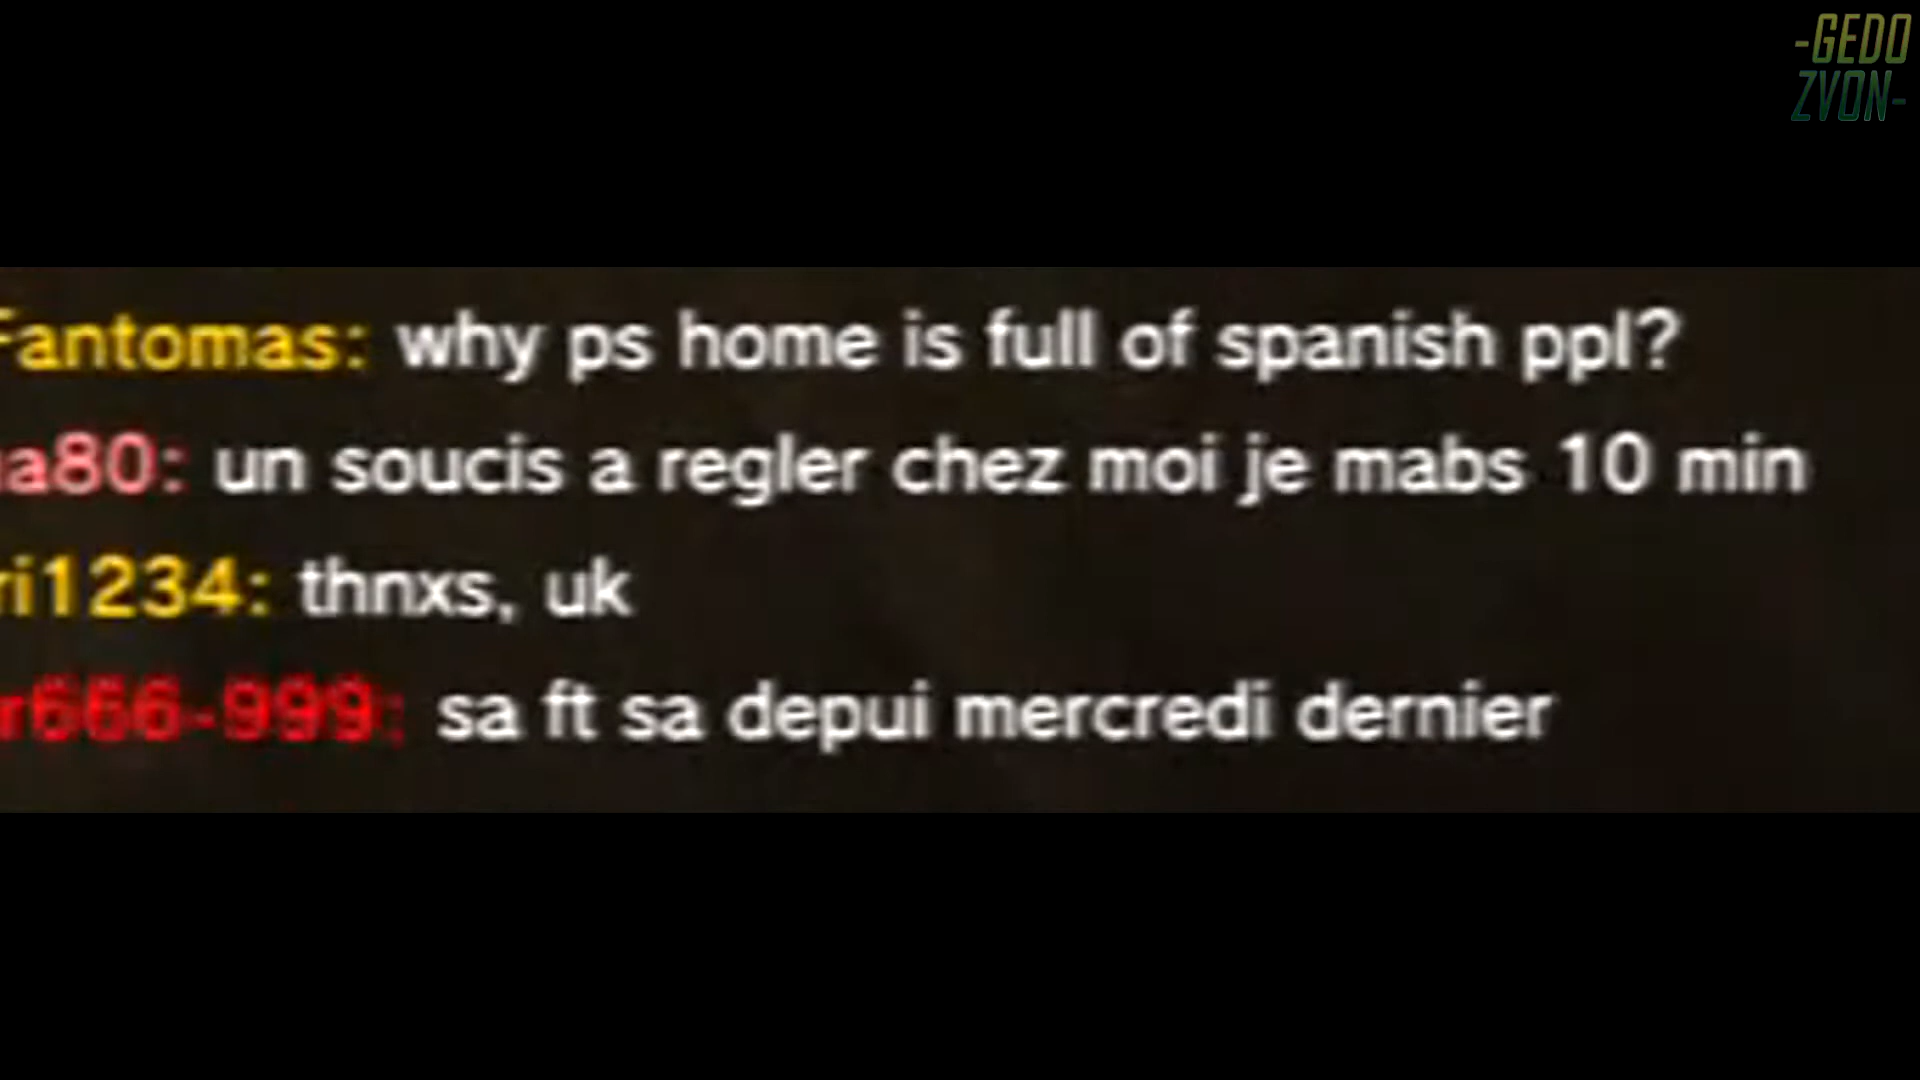 -GEDO
ZVON-
Fantomas: why ps home is full of spanish ppl?
a80: un soucis a regler chez moi je mabs 10 min
ri1234: thnxs, uk
r666-999: sa ft sa depui mercredi dernier